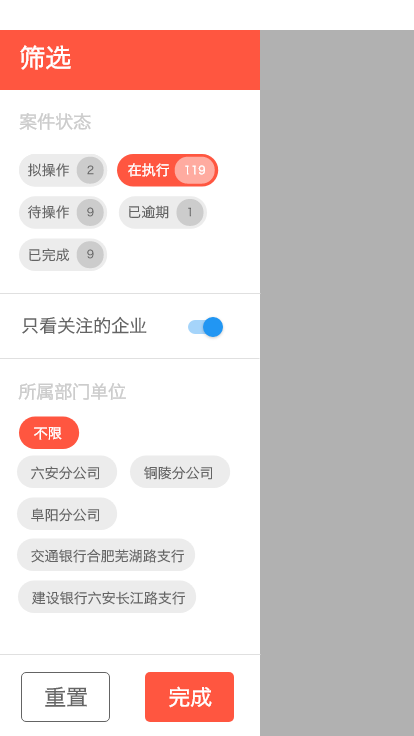 筛选
案件状态
拟操作 2 在执行 119
待操作 9 已逾期 1
已完成 9
只看关注的企业
所属部门单位
不限
六安分公司 铜陵分公司
阜阳分公司
交通银行合肥芜湖路支行
建设银行六安长江路支行
重置 完成